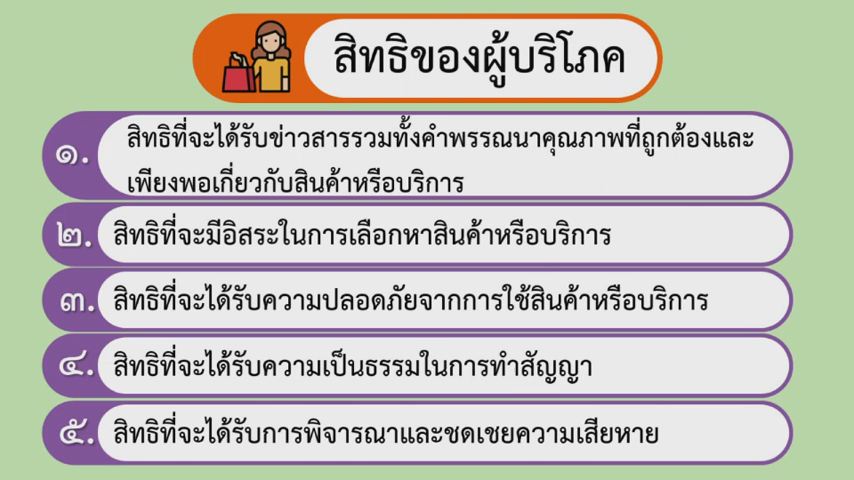 สิทธิของผู้บริโภค
๑. สิทธิที่จะได้รับข่าวสารรวมทั้งคำพรรณนาคุณภาพที่ถูกต้องและ
เพียงพอเกี่ยวกับสินค้าหรือบริการ
๒. สิทธิที่จะมีอิสระในการเลือกหาสินค้าหรือบริการ
๓. สิทธิที่จะได้รับความปลอดภัยจากการใช้สินค้าหรือบริการ
๔. สิทธิที่จะได้รับความเป็นธรรมในการทำสัญญา
๕. สิทธิที่จะได้รับการพิจารณาและชดเชยความเสียหาย